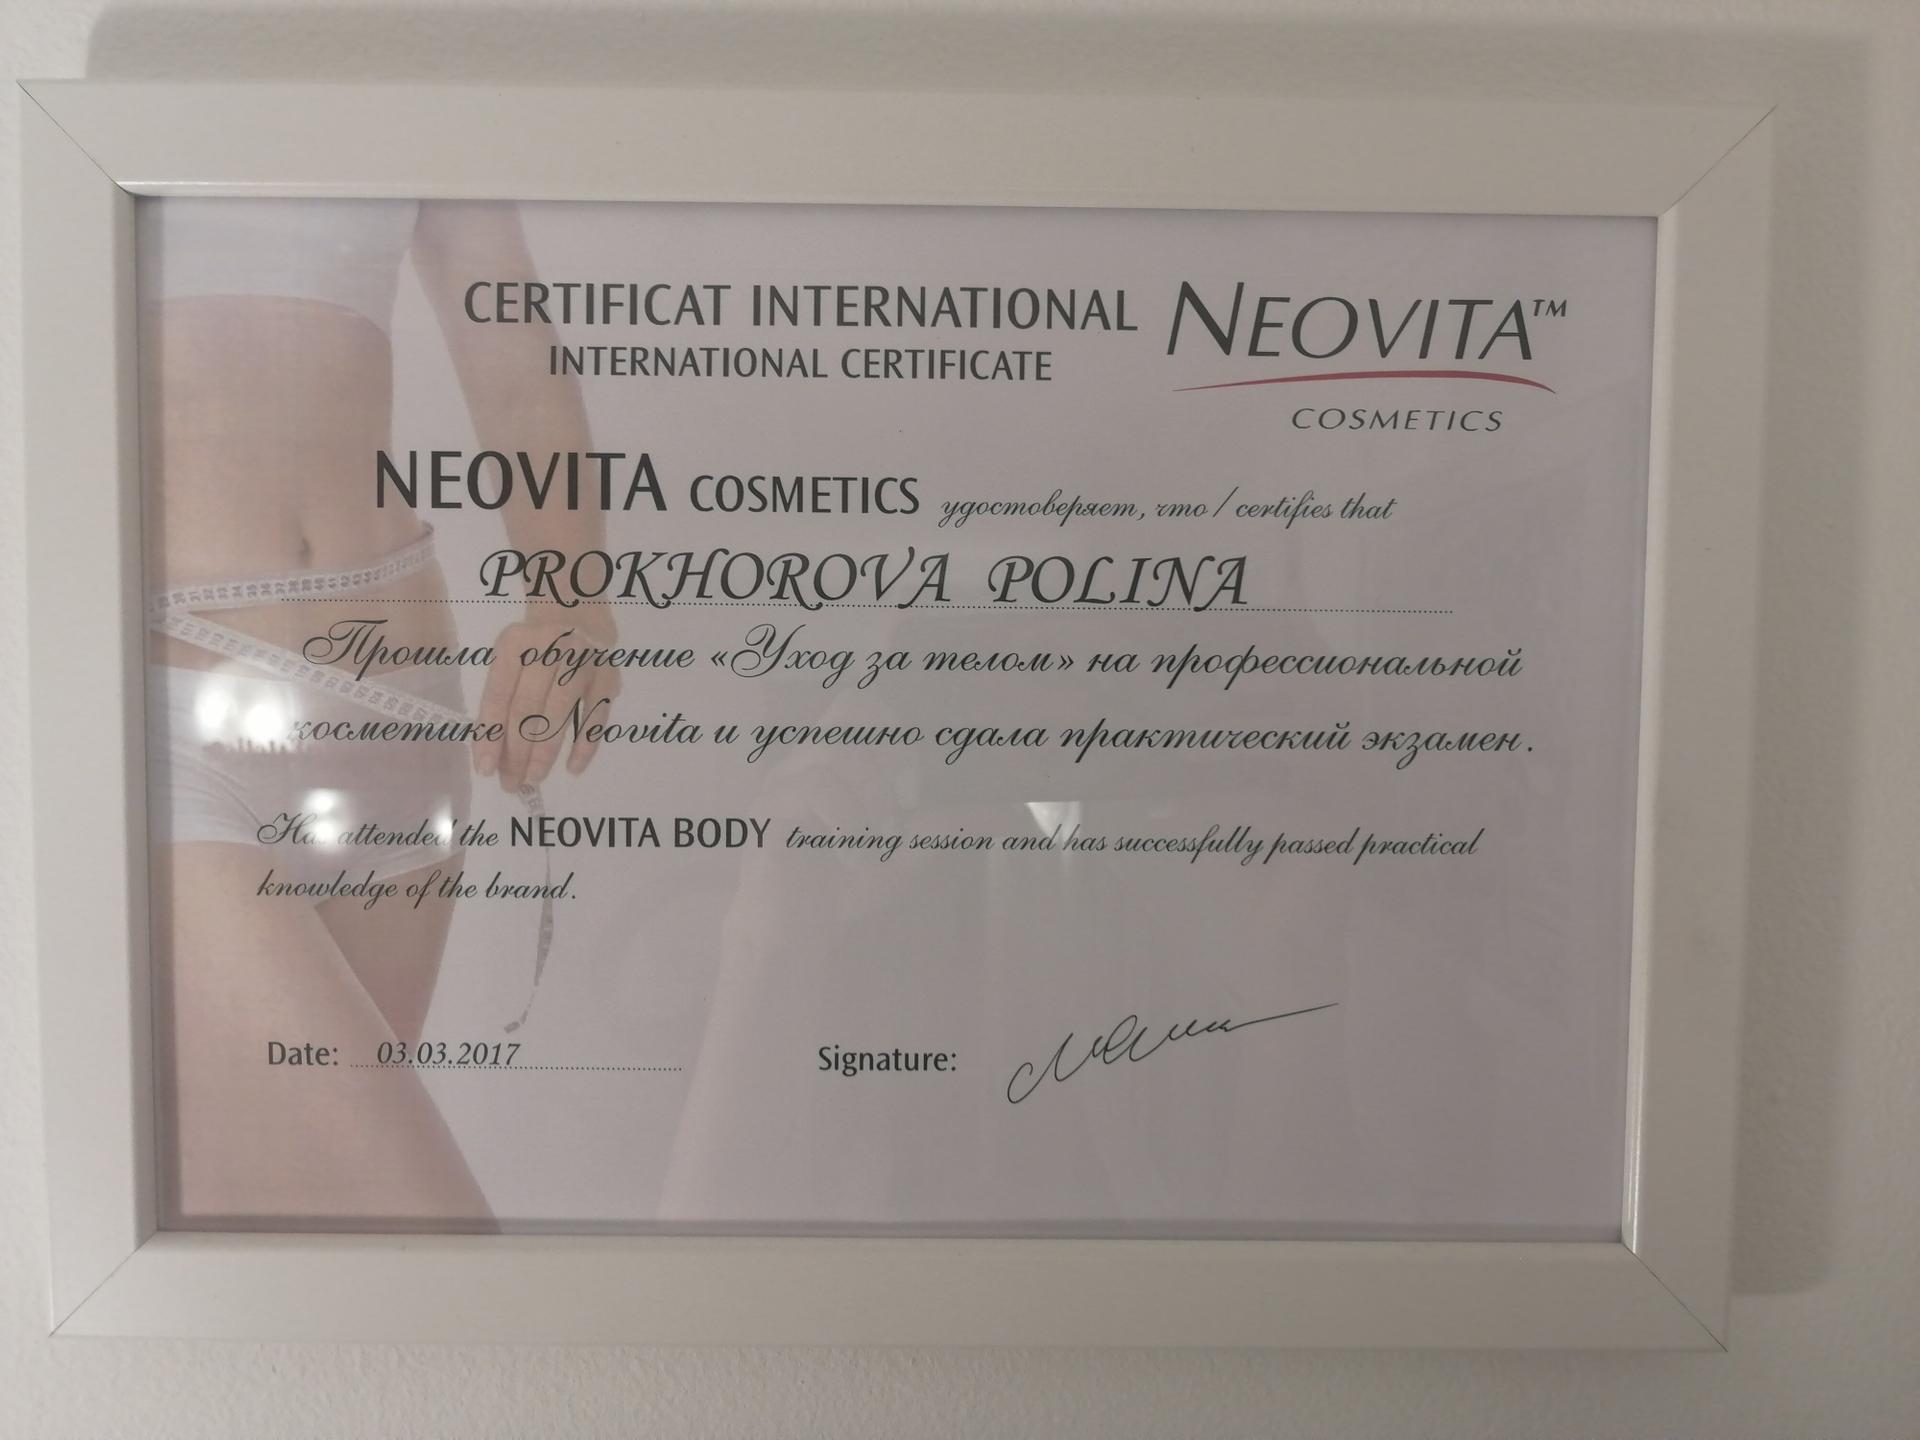 CERTIFICAT INTERNATIONAL
INTERNATIONAL CERTIFICATE
NEOVITA™
COSMETICS
NEOVITA COSMETICS удостоверяет, что / certifies that
PROKHOROVA POLINA
Прошла обучение «Уход за телом» на профессиональной
косметике Neovita и успешно сдала практический экзамен.
Has attended the NEOVITA BODY training session and has successfully passed practical
knowledge of the brand.
Date: 03.03.2017
Signature: